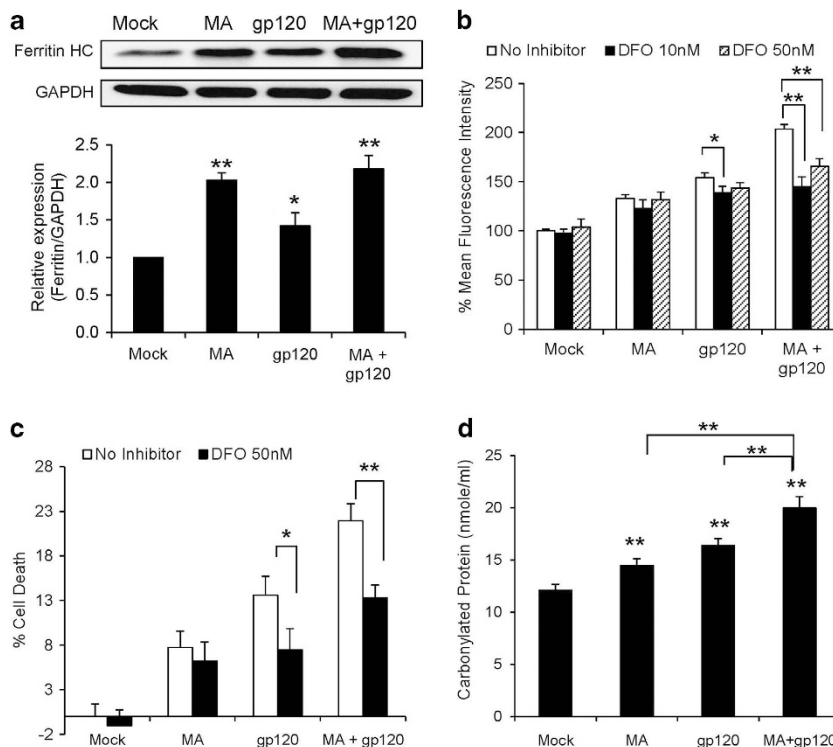 a
Mock MA gp120 MA+gp120
Ferritin HC
GAPDH
Relative expression
(Ferritin/GAPDH)
2.5
2.0
1.5
1.0
0.5
0.0
** * **
Mock MA gp120 MA +
gp120
b
No Inhibitor DFO 10nM DFO 50nM
% Mean Fluorescence Intensity
250
200
150
100
50
0
*
**
**
Mock MA gp120 MA +
gp120
c
No Inhibitor DFO 50nM
% Cell Death
28
23
18
13
8
3
-2
*
**
Mock MA gp120 MA + gp120
d
Carbonylated Protein (nmole/ml)
25
20
15
10
5
0
**
**
** ** **
Mock MA gp120 MA+gp120